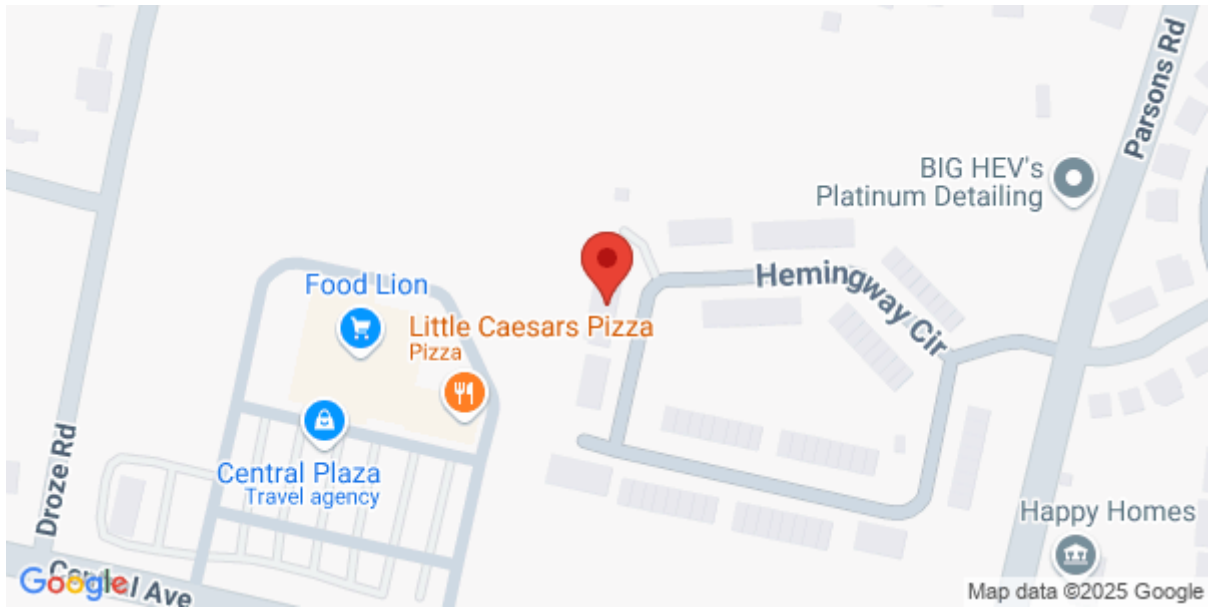 Parsons Rd
BIG HEV's
Platinum Detailing
Hemingway Cir
Food Lion
Little Caesars Pizza
Pizza
Central Plaza
Travel agency
Droze Rd
Happy Homes
Google
Ave
Map data ©2025 Google